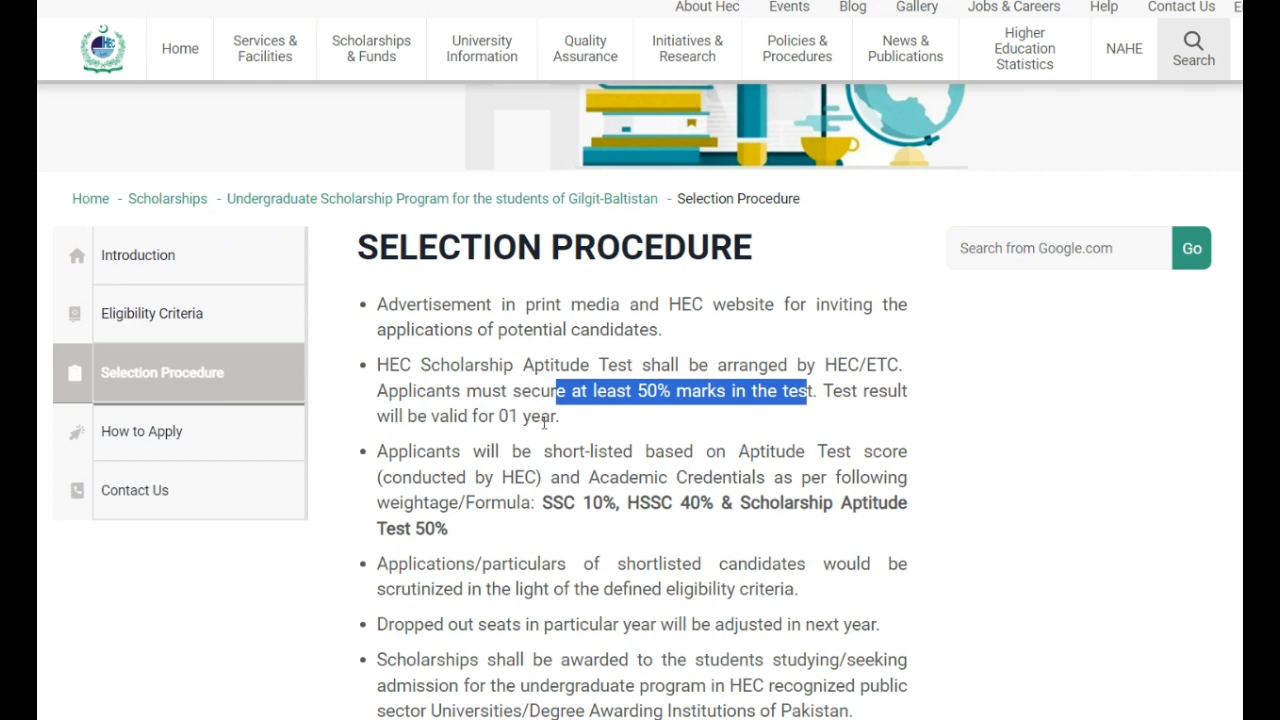 About Hec Events Blog Gallery Jobs & Careers Help Contact Us E
HEC
Home
Services &
Facilities
Scholarships
& Funds
University
Information
Quality
Assurance
Initiatives &
Research
Policies &
Procedures
News &
Publications
Higher
Education
Statistics
NAHE
Search
Home - Scholarships - Undergraduate Scholarship Program for the students of Gilgit-Baltistan - Selection Procedure
Introduction
Eligibility Criteria
Selection Procedure
How to Apply
Contact Us
SELECTION PROCEDURE
• Advertisement in print media and HEC website for inviting the
applications of potential candidates.
• HEC Scholarship Aptitude Test shall be arranged by HEC/ETC.
Applicants must secure at least 50% marks in the test. Test result
will be valid for 01 year.
• Applicants will be short-listed based on Aptitude Test score
(conducted by HEC) and Academic Credentials as per following
weightage/Formula: SSC 10%, HSSC 40% & Scholarship Aptitude
Test 50%
• Applications/particulars of shortlisted candidates would be
scrutinized in the light of the defined eligibility criteria.
• Dropped out seats in particular year will be adjusted in next year.
• Scholarships shall be awarded to the students studying/seeking
admission for the undergraduate program in HEC recognized public
sector Universities/Degree Awarding Institutions of Pakistan.
Search from Google.com
Go